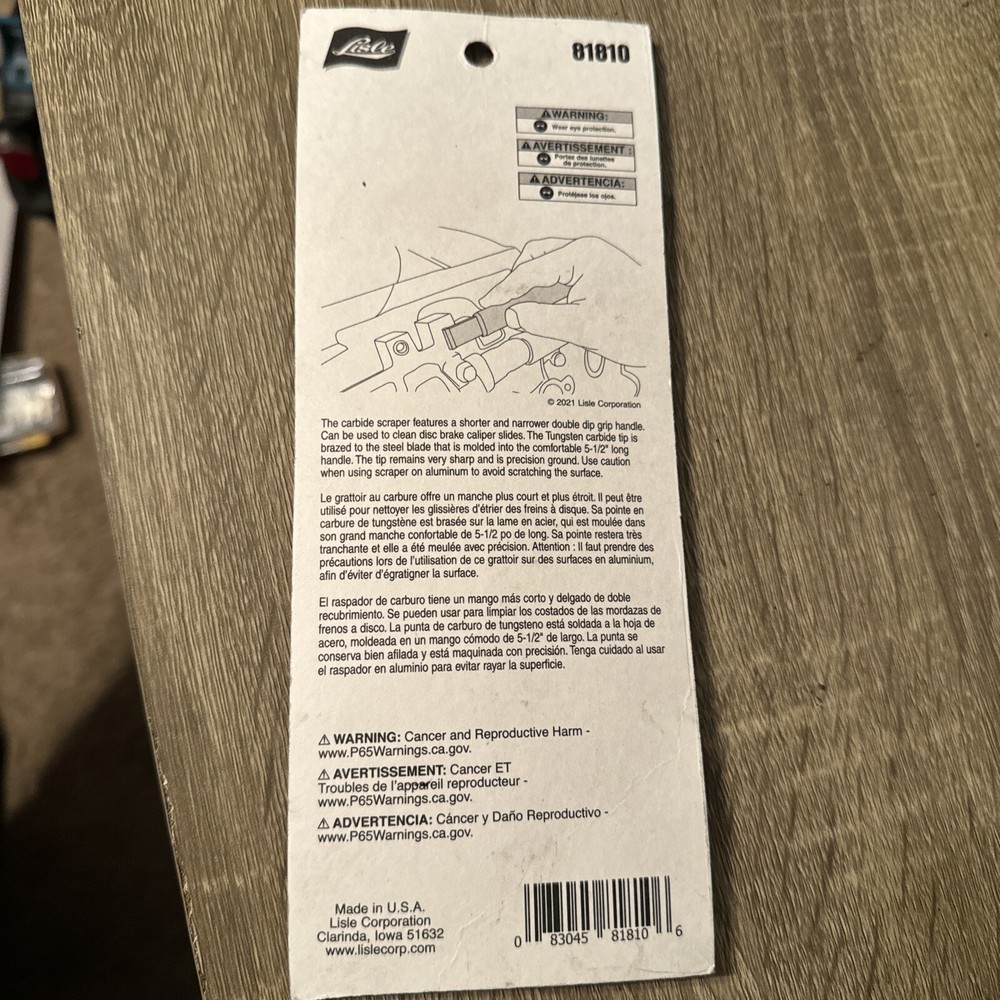 Lisle
81810
⚠WARNING:
Wear eye protection.
⚠AVERTISSEMENT :
Portez des lunettes
de protection.
⚠ADVERTENCIA:
Protéjase los ojos.
© 2021 Lisle Corporation
The carbide scraper features a shorter and narrower double dip grip handle.
Can be used to clean disc brake caliper slides. The Tungsten carbide tip is
brazed to the steel blade that is molded into the comfortable 5-1/2" long
handle. The tip remains very sharp and is precision ground. Use caution
when using scraper on aluminum to avoid scratching the surface.
Le grattoir au carbure offre un manche plus court et plus étroit. Il peut être
utilisé pour nettoyer les glissières d'étrier des freins à disque. Sa pointe en
carbure de tungstène est brasée sur la lame en acier, qui est moulée dans
son grand manche confortable de 5-1/2 po de long. Sa pointe restera très
tranchante et elle a été meulée avec précision. Attention : Il faut prendre des
précautions lors de l'utilisation de ce grattoir sur des surfaces en aluminium,
afin d'éviter d'égratigner la surface.
El raspador de carburo tiene un mango más corto y delgado de doble
recubrimiento. Se pueden usar para limpiar los costados de las mordazas de
frenos a disco. La punta de carburo de tungsteno está soldada a la hoja de
acero, moldeada en un mango cómodo de 5-1/2" de largo. La punta se
conserva bien afilada y está maquinada con precisión. Tenga cuidado al usar
el raspador en aluminio para evitar rayar la superficie.
⚠ WARNING: Cancer and Reproductive Harm -
www.P65Warnings.ca.gov.
⚠ AVERTISSEMENT: Cancer ET
Troubles de l'appareil reproducteur -
www.P65Warnings.ca.gov.
⚠ ADVERTENCIA: Cáncer y Daño Reproductivo -
www.P65Warnings.ca.gov.
Made in U.S.A.
Lisle Corporation
Clarinda, Iowa 51632
www.lislecorp.com
0 83045 81810 6